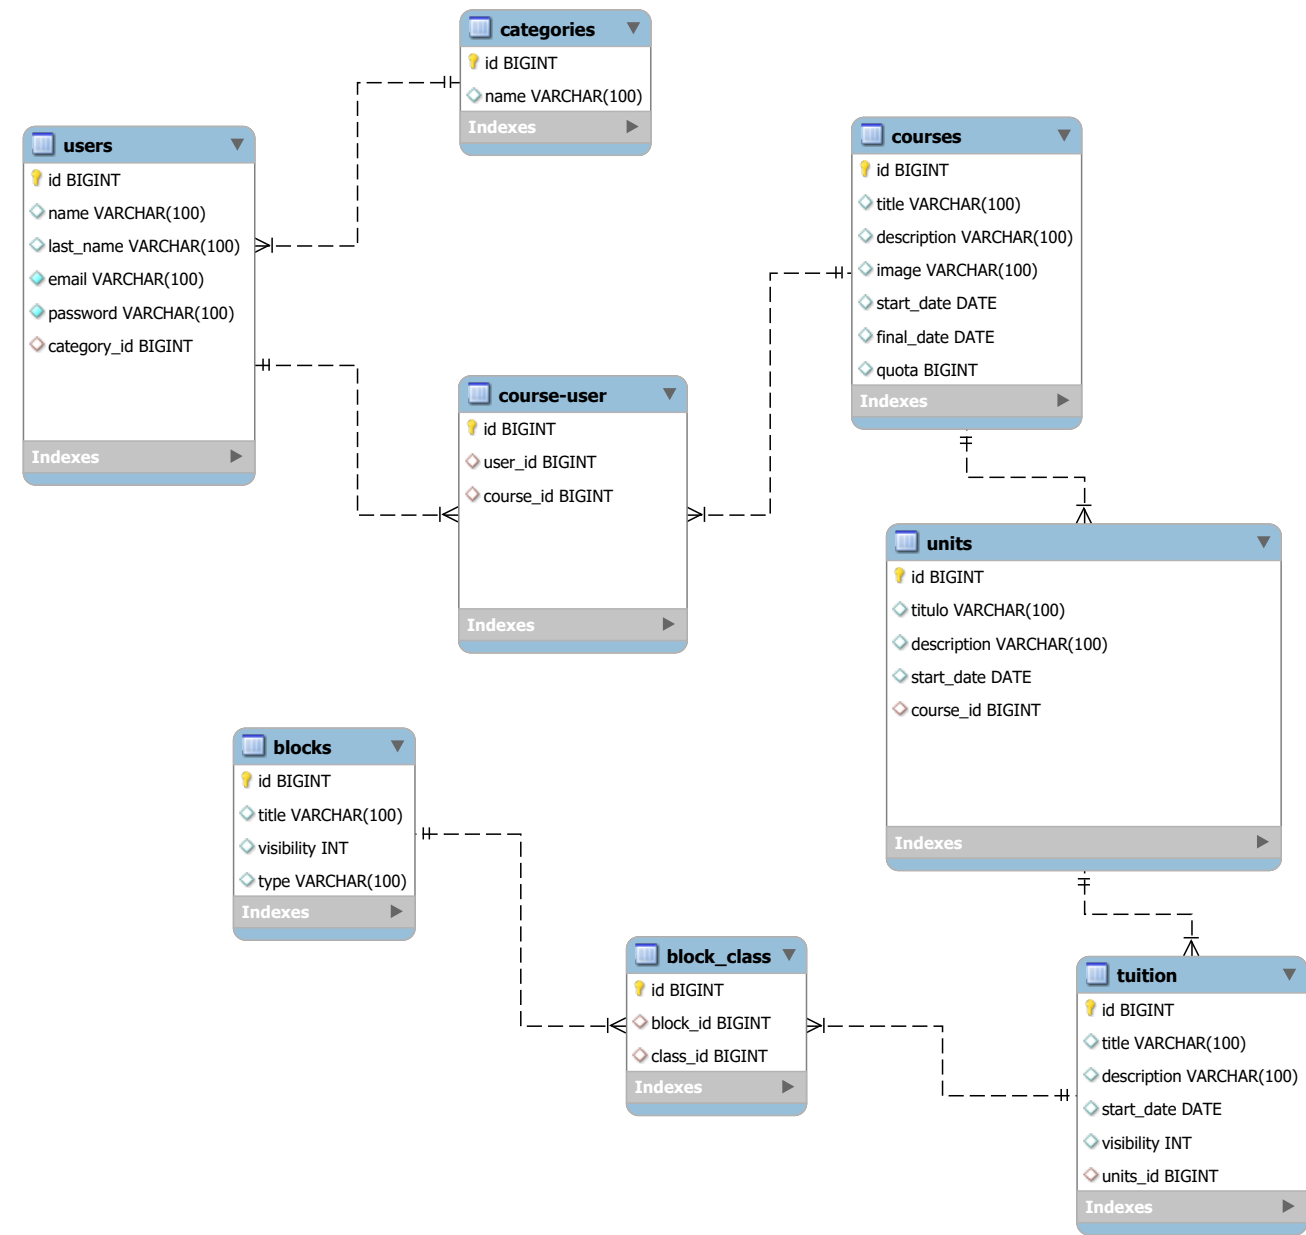 categories
id BIGINT
name VARCHAR(100)
Indexes
users
id BIGINT
name VARCHAR(100)
last_name VARCHAR(100)
email VARCHAR(100)
password VARCHAR(100)
category_id BIGINT
Indexes
courses
id BIGINT
title VARCHAR(100)
description VARCHAR(100)
image VARCHAR(100)
start_date DATE
final_date DATE
quota BIGINT
Indexes
course-user
id BIGINT
user_id BIGINT
course_id BIGINT
Indexes
units
id BIGINT
titulo VARCHAR(100)
description VARCHAR(100)
start_date DATE
course_id BIGINT
Indexes
blocks
id BIGINT
title VARCHAR(100)
visibility INT
type VARCHAR(100)
Indexes
block_class
id BIGINT
block_id BIGINT
class_id BIGINT
Indexes
tuition
id BIGINT
title VARCHAR(100)
description VARCHAR(100)
start_date DATE
visibility INT
units_id BIGINT
Indexes